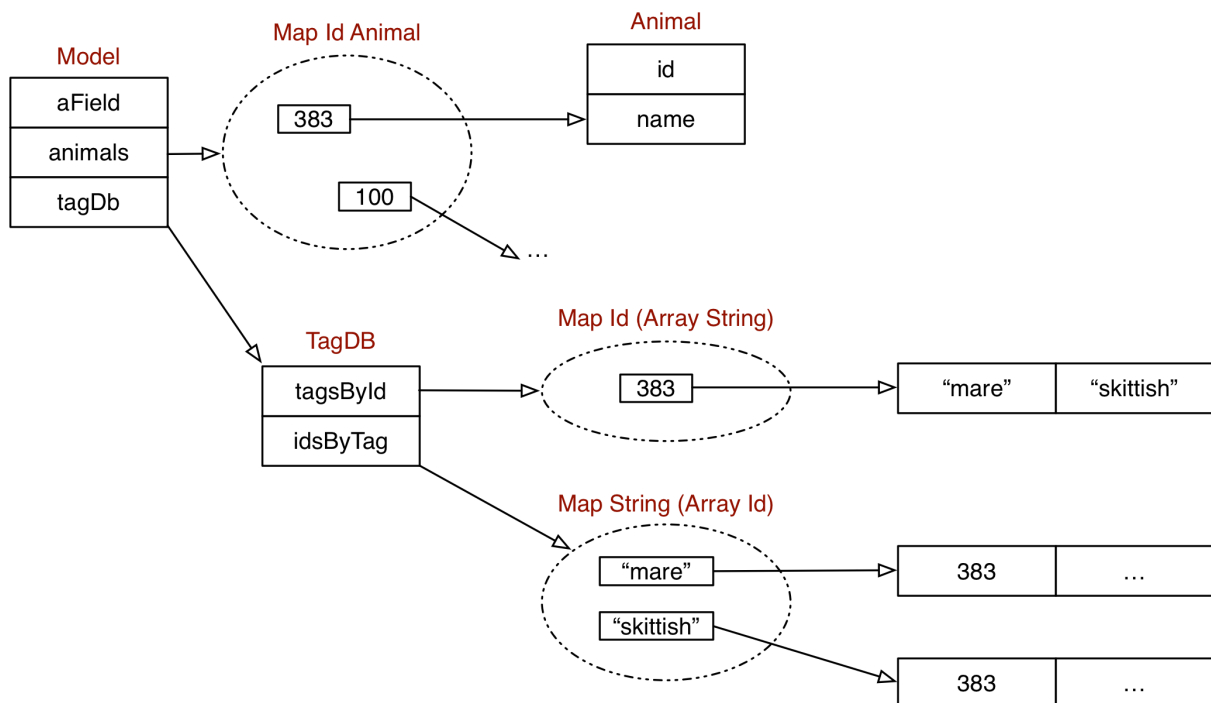 Model
aField
animals
tagDb
Map Id Animal
383
100
…
Animal
id
name
TagDB
tagsById
idsByTag
Map Id (Array String)
383
“mare” “skittish”
Map String (Array Id)
“mare”
383 …
“skittish”
383 …